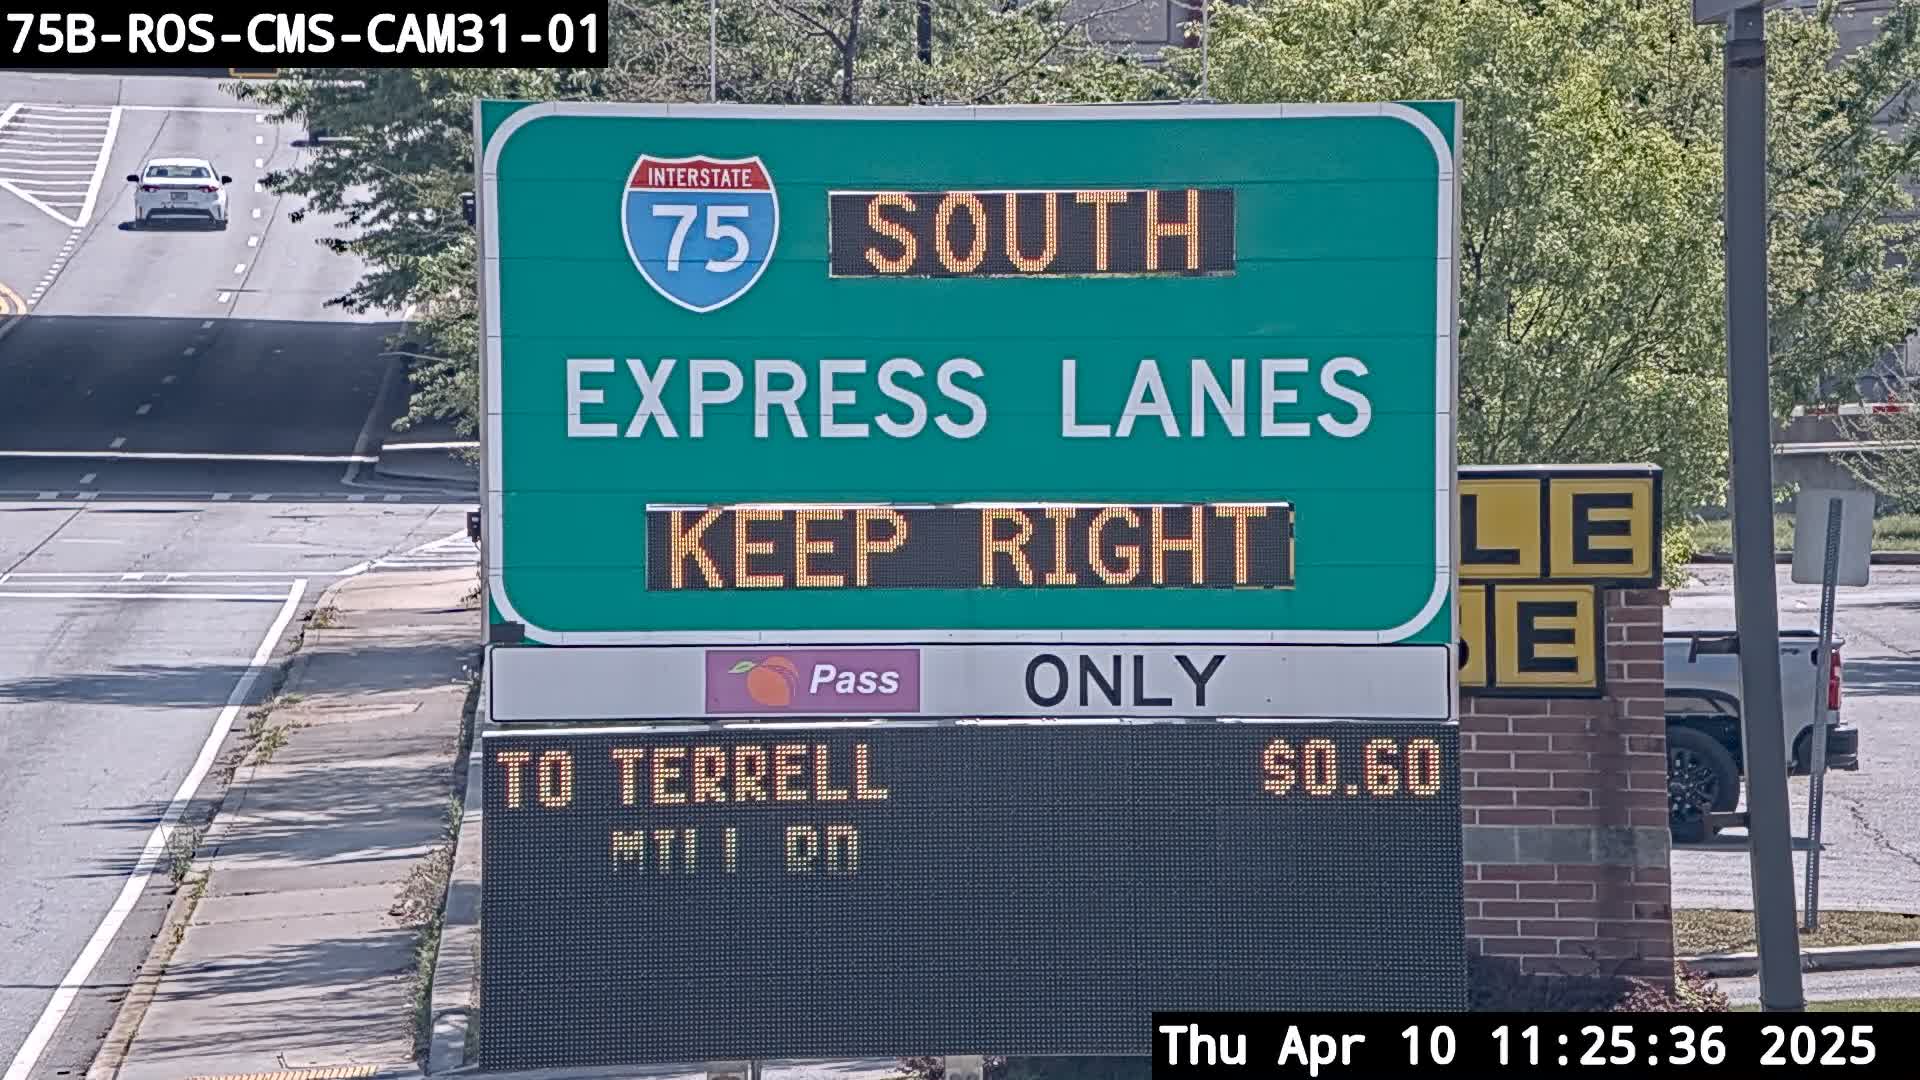 75B-ROS-CMS-CAM31-01
INTERSTATE
75
SOUTH
EXPRESS LANES
KEEP RIGHT
Pass ONLY
TO TERRELL $0.60
LE
E
Thu Apr 10 11:25:36 2025